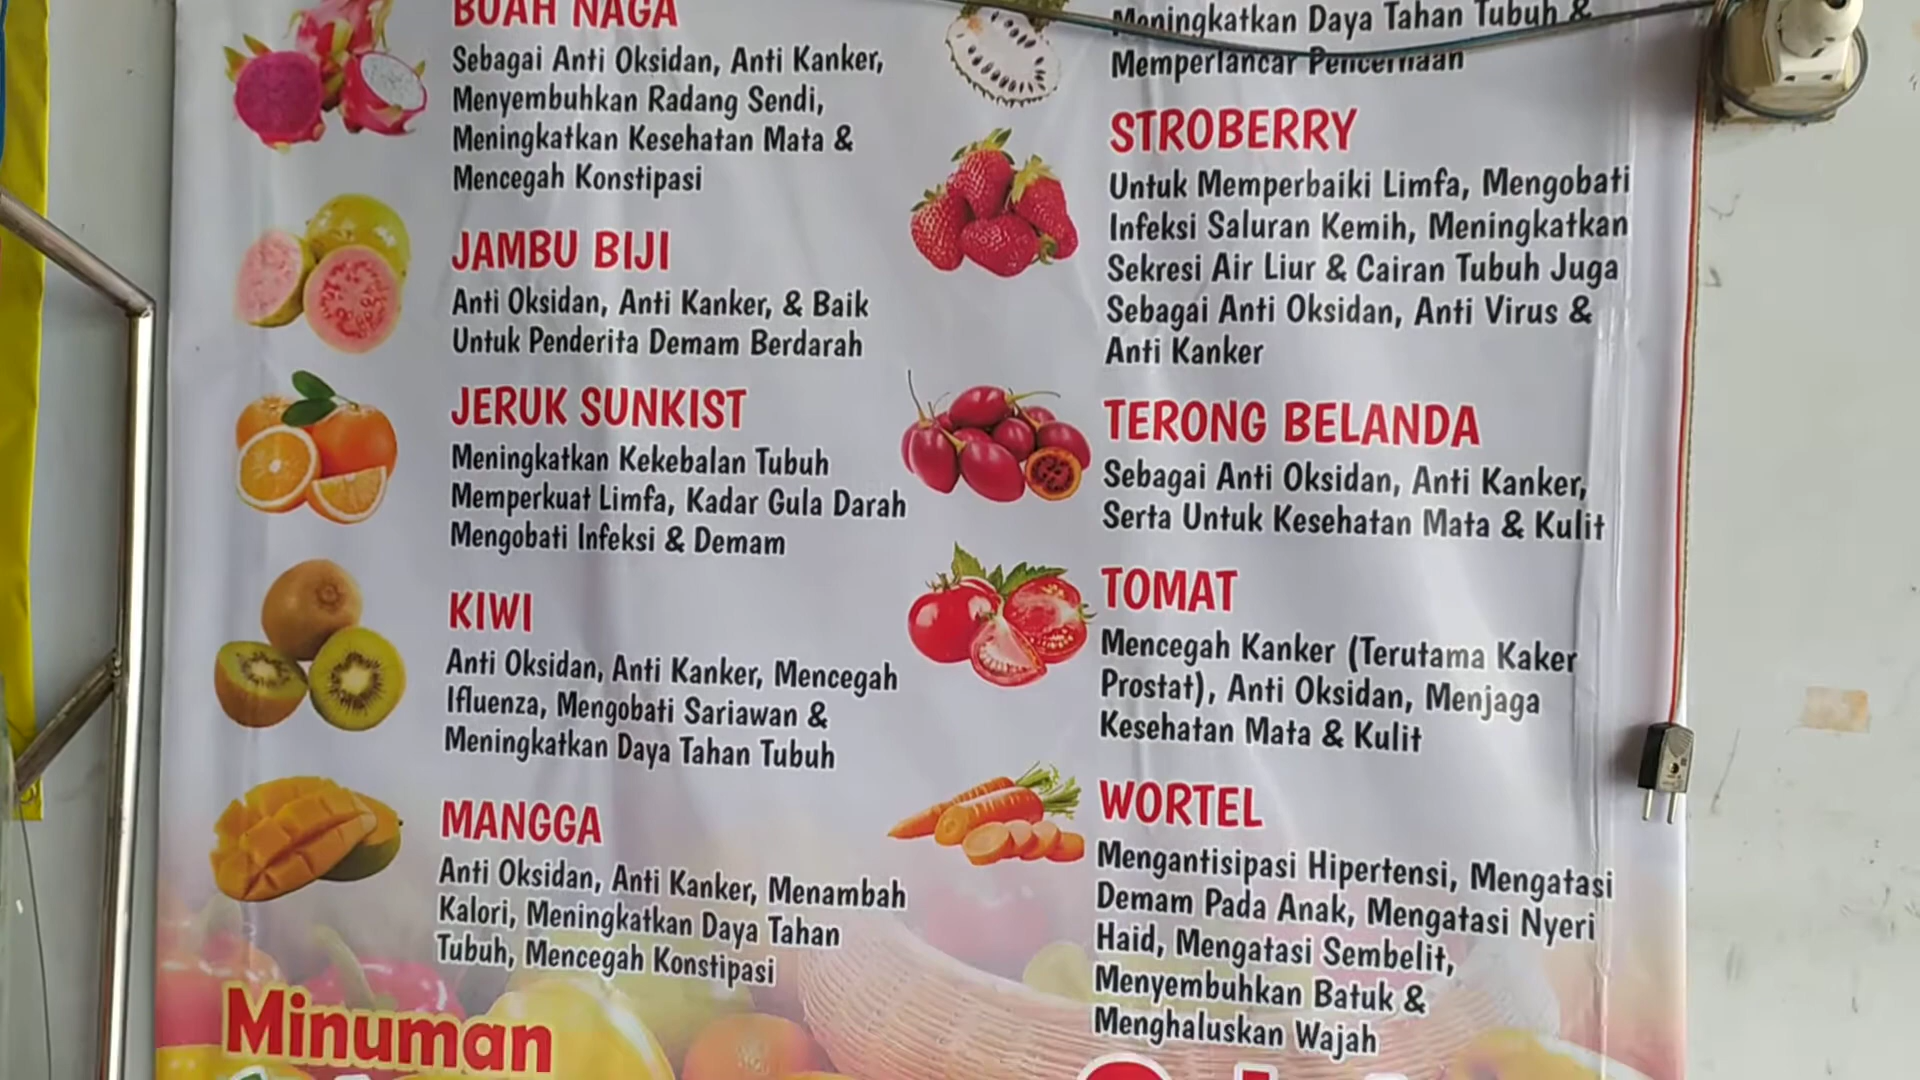 BUAH NAGA
Sebagai Anti Oksidan, Anti Kanker,
Menyembuhkan Radang Sendi,
Meningkatkan Kesehatan Mata &
Mencegah Konstipasi
JAMBU BIJI
Anti Oksidan, Anti Kanker, & Baik
Untuk Penderita Demam Berdarah
JERUK SUNKIST
Meningkatkan Kekebalan Tubuh
Memperkuat Limfa, Kadar Gula Darah
Mengobati Infeksi & Demam
KIWI
Anti Oksidan, Anti Kanker, Mencegah
Ifluenza, Mengobati Sariawan &
Meningkatkan Daya Tahan Tubuh
MANGGA
Anti Oksidan, Anti Kanker, Menambah
Kalori, Meningkatkan Daya Tahan
Tubuh, Mencegah Konstipasi
Minuman
Meningkatkan Daya Tahan Tubuh &
Memperlancar Pencernaan
STROBERRY
Untuk Memperbaiki Limfa, Mengobati
Infeksi Saluran Kemih, Meningkatkan
Sekresi Air Liur & Cairan Tubuh Juga
Sebagai Anti Oksidan, Anti Virus &
Anti Kanker
TERONG BELANDA
Sebagai Anti Oksidan, Anti Kanker,
Serta Untuk Kesehatan Mata & Kulit
TOMAT
Mencegah Kanker (Terutama Kaker
Prostat), Anti Oksidan, Menjaga
Kesehatan Mata & Kulit
WORTEL
Mengantisipasi Hipertensi, Mengatasi
Demam Pada Anak, Mengatasi Nyeri
Haid, Mengatasi Sembelit,
Menyembuhkan Batuk &
Menghaluskan Wajah